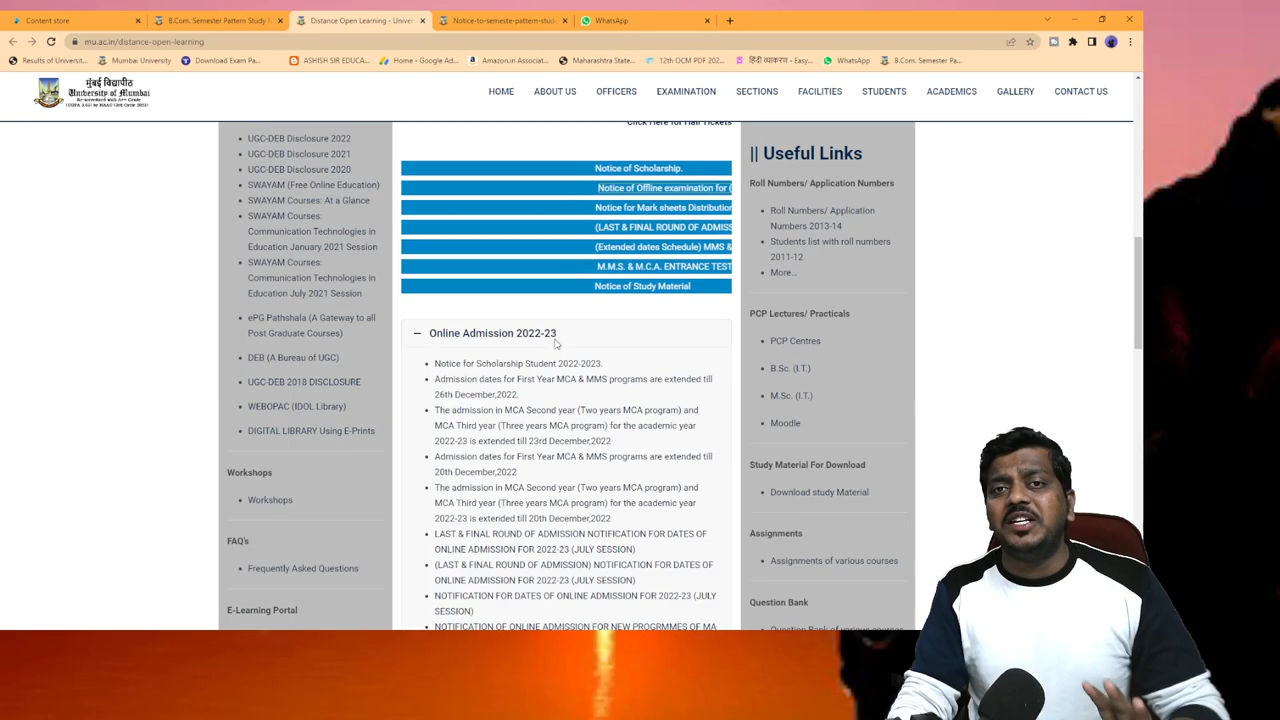 Content store
B.Com. Semester Pattern Study M
Distance Open Learning - Univer
Notice-to-semeste-pattern-stud
WhatsApp
mu.ac.in/distance-open-learning
Results of Universit...
Mumbai University
Download Exam Pa...
ASHISH SIR EDUCA...
Home - Google Ad...
Amazon.in Associat...
Maharashtra State...
12th OCM PDF 202...
हिंदी व्याकरण - Easy...
WhatsApp
B.Com. Semester Pa...
मुंबई विद्यापीठ
University of Mumbai
HOME
ABOUT US
OFFICERS
EXAMINATION
SECTIONS
FACILITIES
STUDENTS
ACADEMICS
GALLERY
CONTACT US
UGC-DEB Disclosure 2022
UGC-DEB Disclosure 2021
UGC-DEB Disclosure 2020
SWAYAM (Free Online Education)
SWAYAM Courses: At a Glance
SWAYAM Courses:
Communication Technologies in
Education January 2021 Session
SWAYAM Courses:
Communication Technologies in
Education July 2021 Session
ePG Pathshala (A Gateway to all
Post Graduate Courses)
DEB (A Bureau of UGC)
UGC-DEB 2018 DISCLOSURE
WEBOPAC (IDOL Library)
DIGITAL LIBRARY Using E-Prints
Workshops
Workshops
FAQ's
Frequently Asked Questions
E-Learning Portal
Click Here for Hall Tickets
Notice of Scholarship.
Notice of Offline examination for (
Notice for Mark sheets Distribution
(LAST & FINAL ROUND OF ADMISS
(Extended dates Schedule) MMS &
M.M.S. & M.C.A. ENTRANCE TEST
Notice of Study Material
Online Admission 2022-23
Notice for Scholarship Student 2022-2023.
Admission dates for First Year MCA & MMS programs are extended till
26th December,2022.
The admission in MCA Second year (Two years MCA program) and
MCA Third year (Three years MCA program) for the academic year
2022-23 is extended till 23rd December,2022
Admission dates for First Year MCA & MMS programs are extended till
20th December,2022
The admission in MCA Second year (Two years MCA program) and
MCA Third year (Three years MCA program) for the academic year
2022-23 is extended till 20th December,2022
LAST & FINAL ROUND OF ADMISSION NOTIFICATION FOR DATES OF
ONLINE ADMISSION FOR 2022-23 (JULY SESSION)
(LAST & FINAL ROUND OF ADMISSION) NOTIFICATION FOR DATES OF
ONLINE ADMISSION FOR 2022-23 (JULY SESSION)
NOTIFICATION FOR DATES OF ONLINE ADMISSION FOR 2022-23 (JULY
SESSION)
NOTIFICATION OF ONLINE ADMISSION FOR NEW PROGRMMES OF MA
|| Useful Links
Roll Numbers/ Application Numbers
Roll Numbers/ Application
Numbers 2013-14
Students list with roll numbers
2011-12
More...
PCP Lectures/ Practicals
PCP Centres
B.Sc. (I.T.)
M.Sc. (I.T.)
Moodle
Study Material For Download
Download study Material
Assignments
Assignments of various courses
Question Bank
Question Bank of various courses